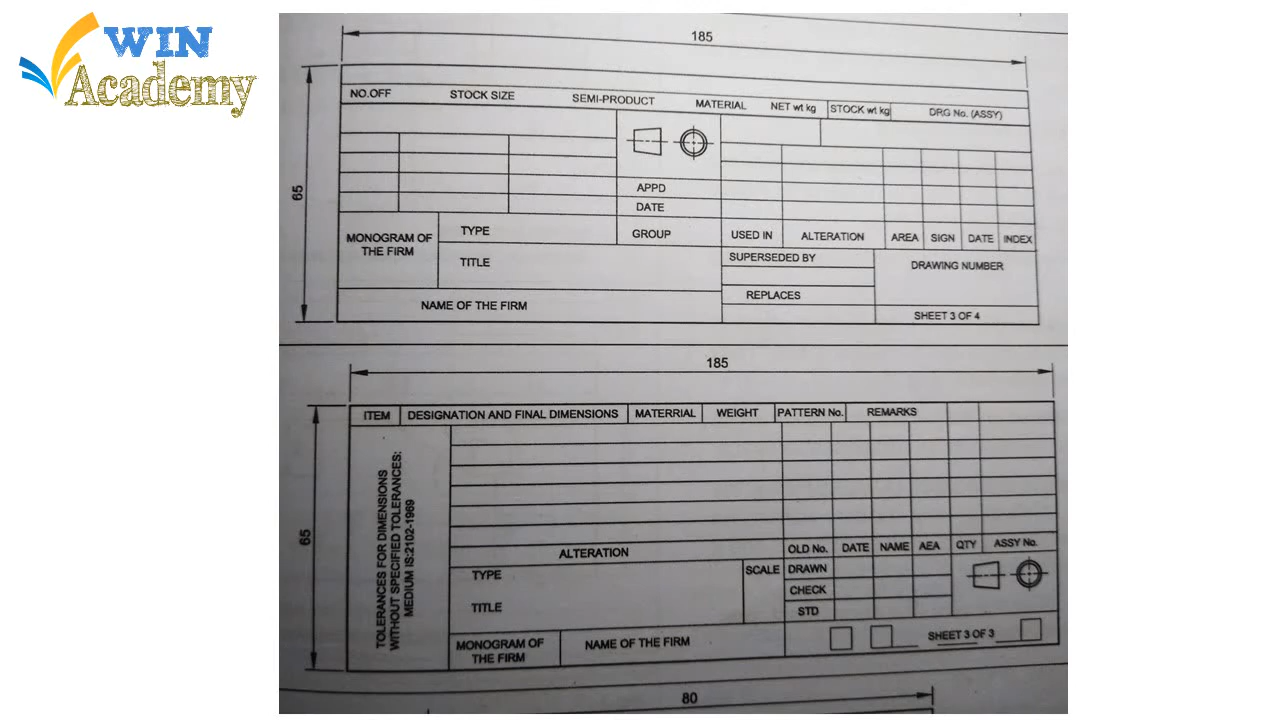 WIN
Academy
185
65
NO.OFF STOCK SIZE SEMI-PRODUCT MATERIAL NET wt kg STOCK wt kg DRG No. (ASSY)
APPD
DATE
MONOGRAM OF
THE FIRM
TYPE GROUP USED IN ALTERATION AREA SIGN DATE INDEX
TITLE
SUPERSEDED BY
DRAWING NUMBER
REPLACES
NAME OF THE FIRM
SHEET 3 OF 4
185
65
ITEM DESIGNATION AND FINAL DIMENSIONS MATERRIAL WEIGHT PATTERN No. REMARKS
TOLERANCES FOR DIMENSIONS
WITHOUT SPECIFIED TOLERANCES:
MEDIUM IS:2102-1969
ALTERATION OLD No. DATE NAME AEA QTY ASSY No.
TYPE SCALE DRAWN
CHECK
TITLE STD
MONOGRAM OF
THE FIRM
NAME OF THE FIRM
SHEET 3 OF 3
80